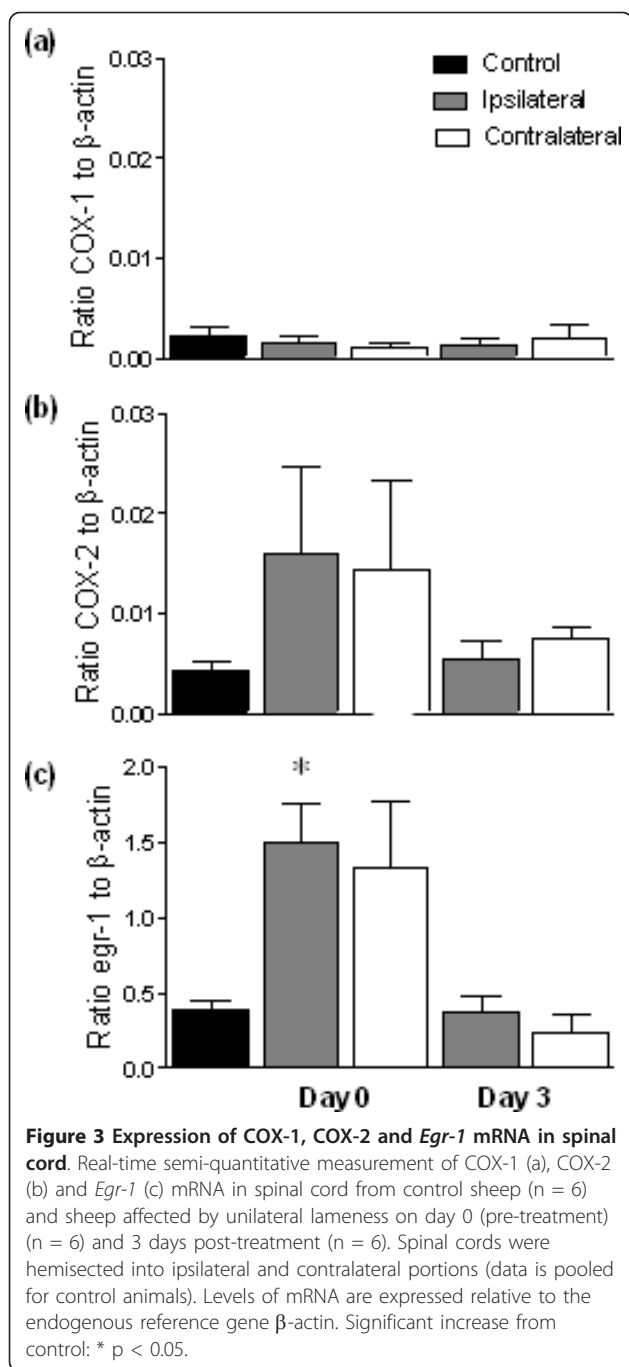 (a)
0.03
0.02
0.01
0.00
Ratio COX-1 to β-actin
Control
Ipsilateral
Contralateral
(b)
0.03
0.02
0.01
0.00
Ratio COX-2 to β-actin
(c)
2.0
1.5
1.0
0.5
0.0
Ratio egr-1 to β-actin
*
Day 0 Day 3
Figure 3 Expression of COX-1, COX-2 and Egr-1 mRNA in spinal
cord. Real-time semi-quantitative measurement of COX-1 (a), COX-2
(b) and Egr-1 (c) mRNA in spinal cord from control sheep (n = 6)
and sheep affected by unilateral lameness on day 0 (pre-treatment)
(n = 6) and 3 days post-treatment (n = 6). Spinal cords were
hemisected into ipsilateral and contralateral portions (data is pooled
for control animals). Levels of mRNA are expressed relative to the
endogenous reference gene β-actin. Significant increase from
control: * p < 0.05.